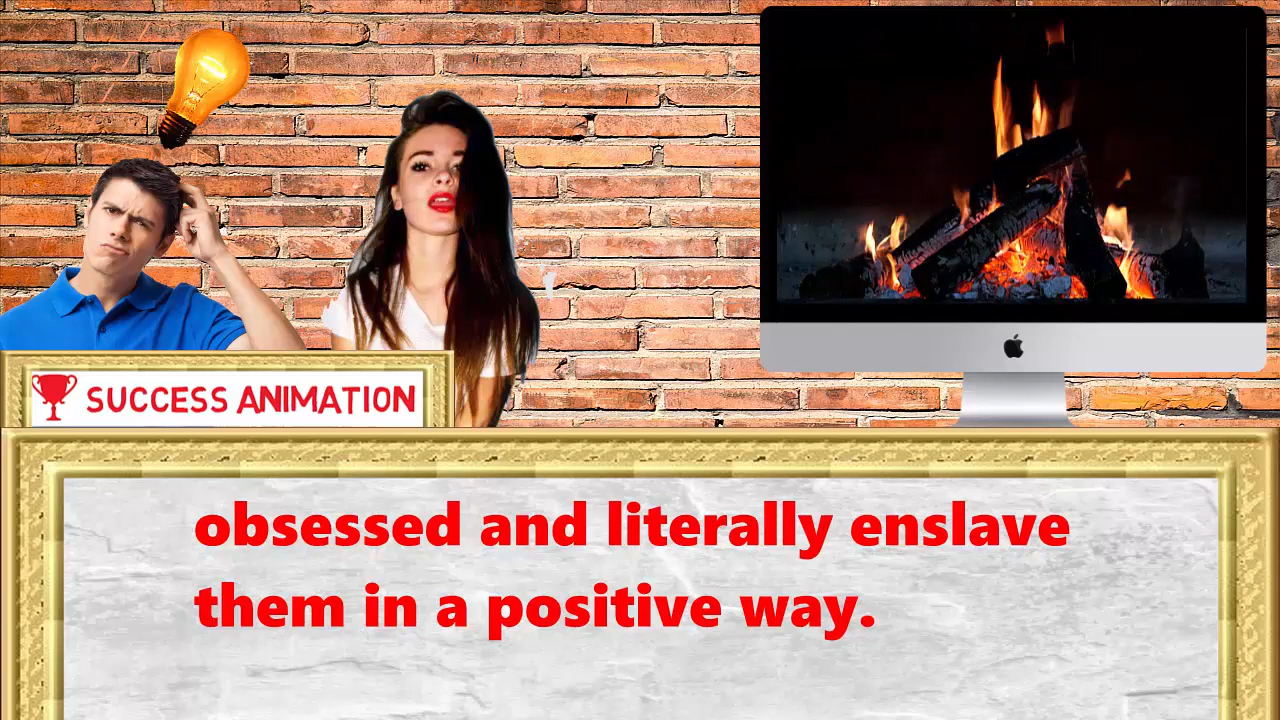 SUCCESS ANIMATION
obsessed and literally enslave
them in a positive way.